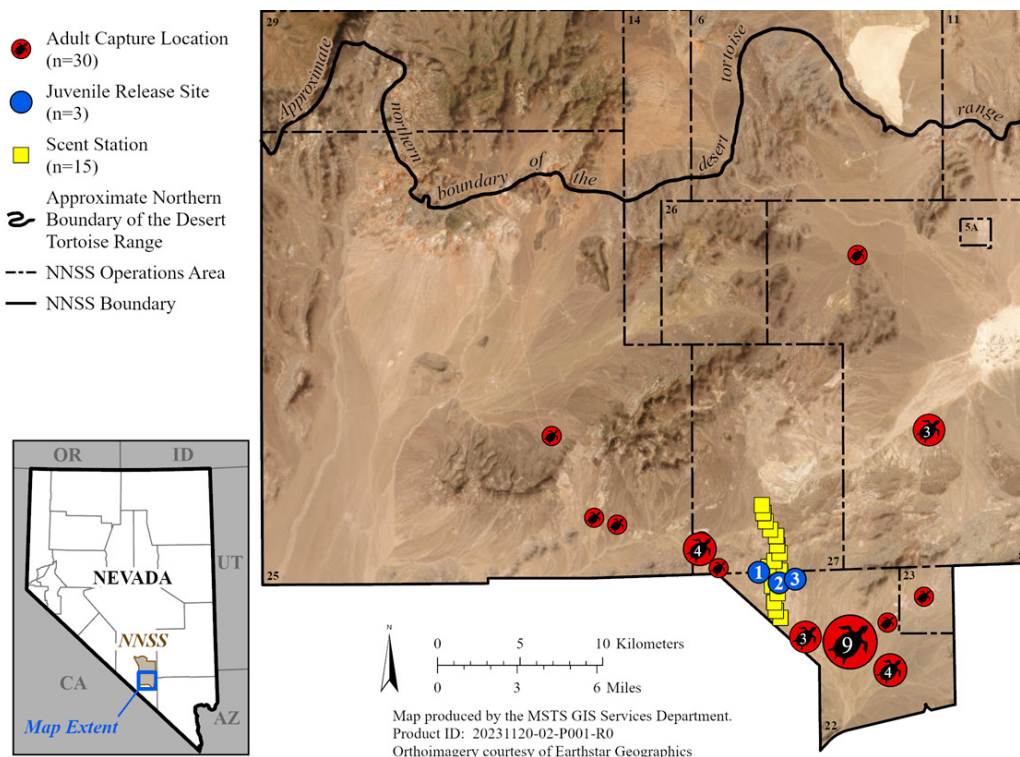 Adult Capture Location
(n=30)
Juvenile Release Site
(n=3)
Scent Station
(n=15)
Approximate Northern
Boundary of the Desert
Tortoise Range
NNSS Operations Area
NNSS Boundary
OR
ID
NEVADA
UT
NNSS
CA
Map Extent
AZ
29
14
6
11
Approximate
northern
boundary
of
the
desert
tortoise
range
26
5A
3
4
25
1
2
3
27
23
3
9
4
22
N
0
5
10 Kilometers
0
3
6 Miles
Map produced by the MSTS GIS Services Department.
Product ID: 20231120-02-P001-R0
Orthoimagery courtesy of Earthstar Geographics